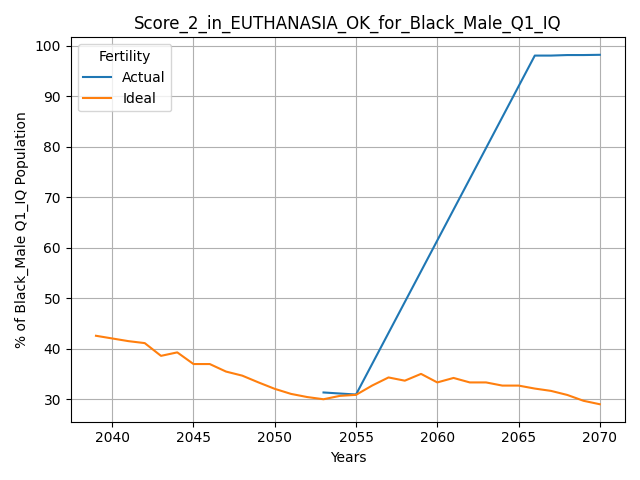 Score_2_in_EUTHANASIA_OK_for_Black_Male_Q1_IQ
Fertility
Actual
Ideal
% of Black_Male Q1_IQ Population
100
90
80
70
60
50
40
30
2040 2045 2050 2055 2060 2065 2070
Years